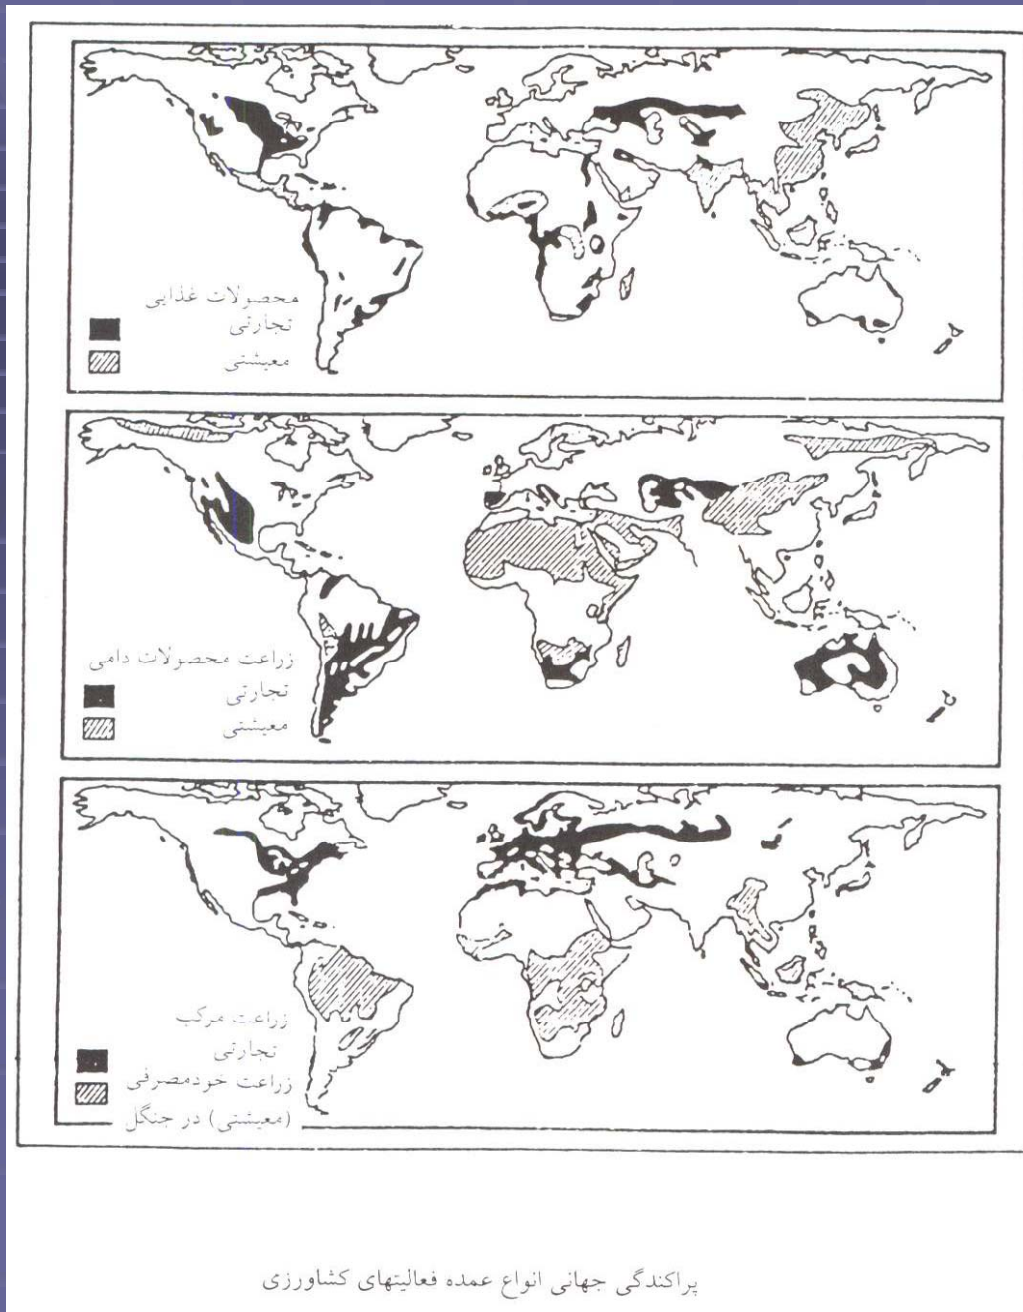 محصولات غذایی
تجارتی
معیشتی
زراعت محصولات دامی
تجارتی
معیشتی
زراعت مرکب
تجارتی
زراعت خودمصرفی
(معیشتی) در جنگل
پراکندگی جهانی انواع عمده فعالیتهای کشاورزی